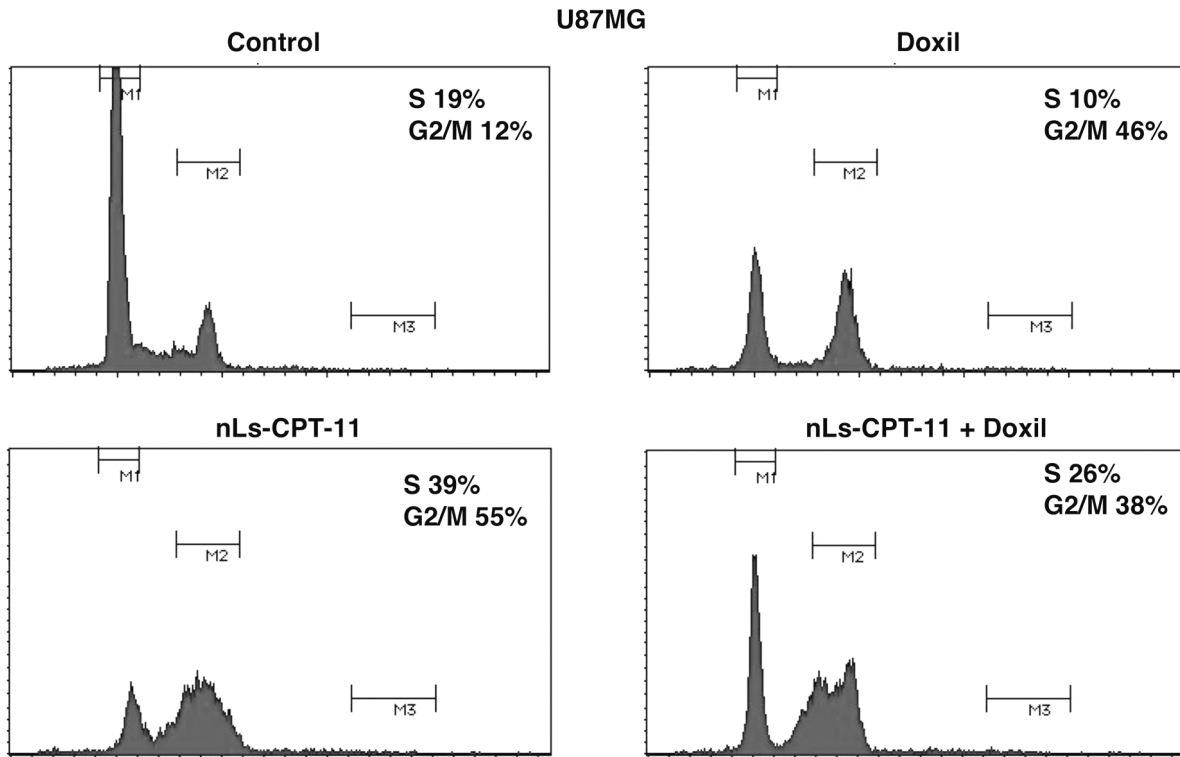 U87MG
Control
M1
S 19%
G2/M 12%
M2
M3
Doxil
M1
S 10%
G2/M 46%
M2
M3
nLs-CPT-11
M1
S 39%
G2/M 55%
M2
M3
nLs-CPT-11 + Doxil
M1
S 26%
G2/M 38%
M2
M3